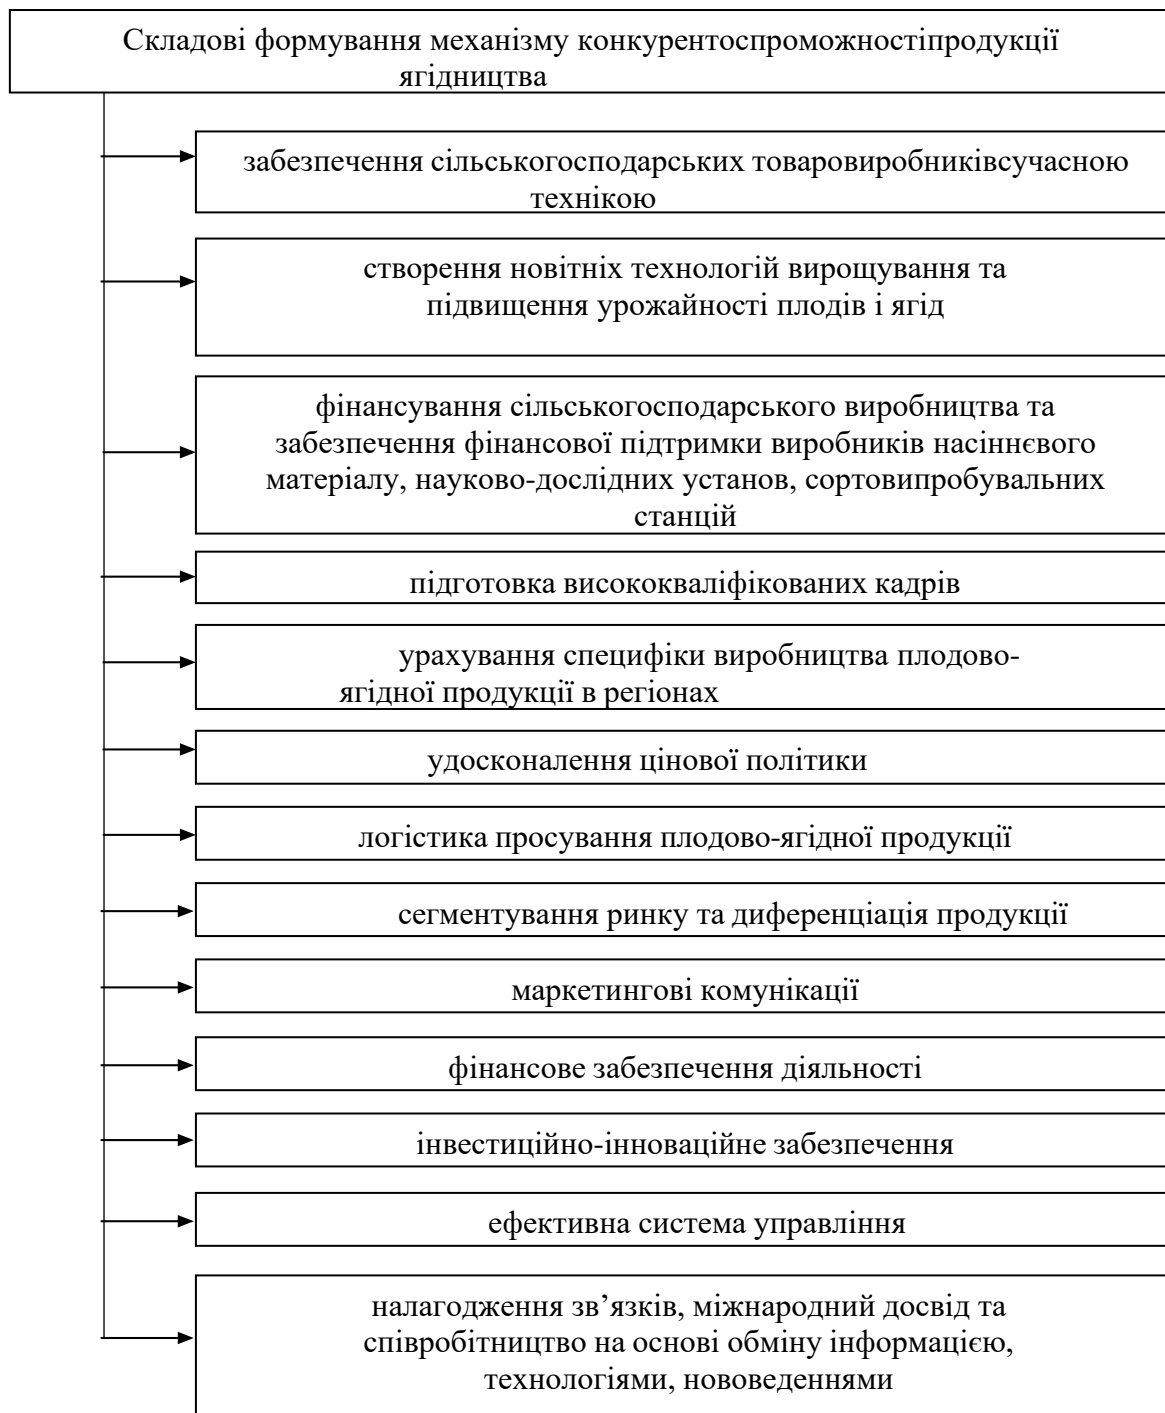 Складові формування механізму конкурентоспроможностіпродукції
ягідництва
забезпечення сільськогосподарських товаровиробниківсучасною
технікою
створення новітніх технологій вирощування та
підвищення урожайності плодів і ягід
фінансування сільськогосподарського виробництва та
забезпечення фінансової підтримки виробників насіннєвого
матеріалу, науково-дослідних установ, сортовипробувальних
станцій
підготовка висококваліфікованих кадрів
урахування специфіки виробництва плодово-
ягідної продукції в регіонах
удосконалення цінової політики
логістика просування плодово-ягідної продукції
сегментування ринку та диференціація продукції
маркетингові комунікації
фінансове забезпечення діяльності
інвестиційно-інноваційне забезпечення
ефективна система управління
налагодження зв’язків, міжнародний досвід та
співробітництво на основі обміну інформацією,
технологіями, нововеденнями